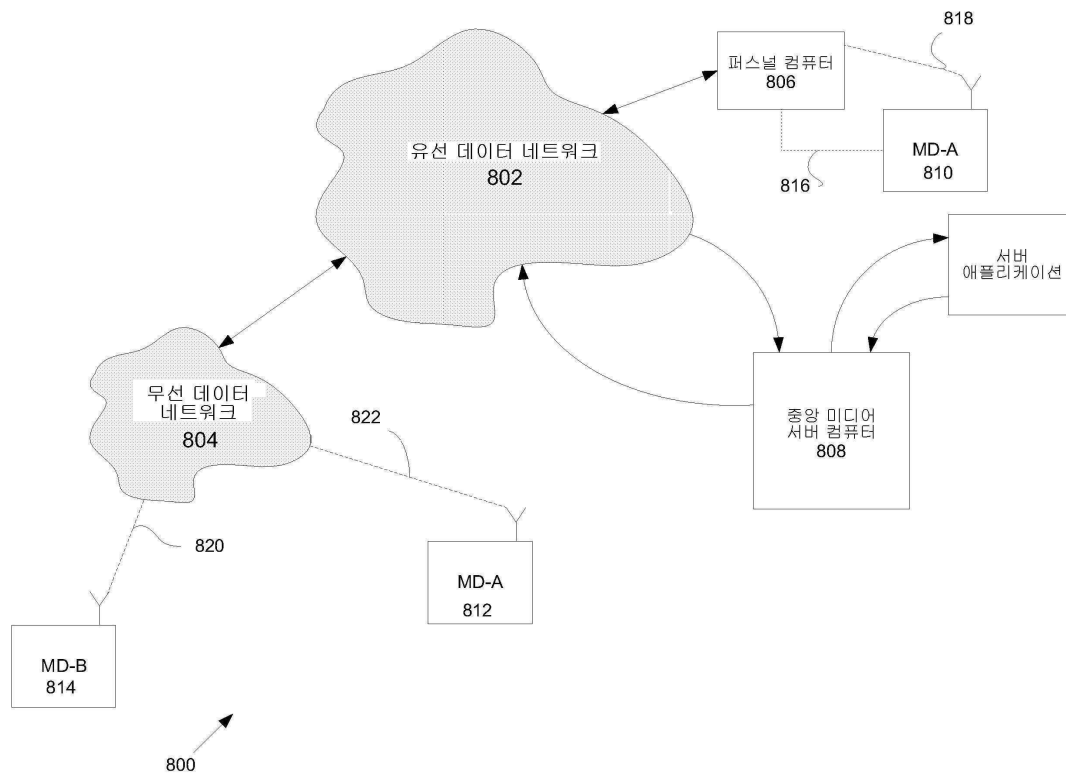 818
퍼스널 컴퓨터
806
유선 데이터 네트워크
802
MD-A
810
816
서버
애플리케이션
무선 데이터
네트워크
804
822
중앙 미디어
서버 컴퓨터
808
820
MD-A
812
MD-B
814
800